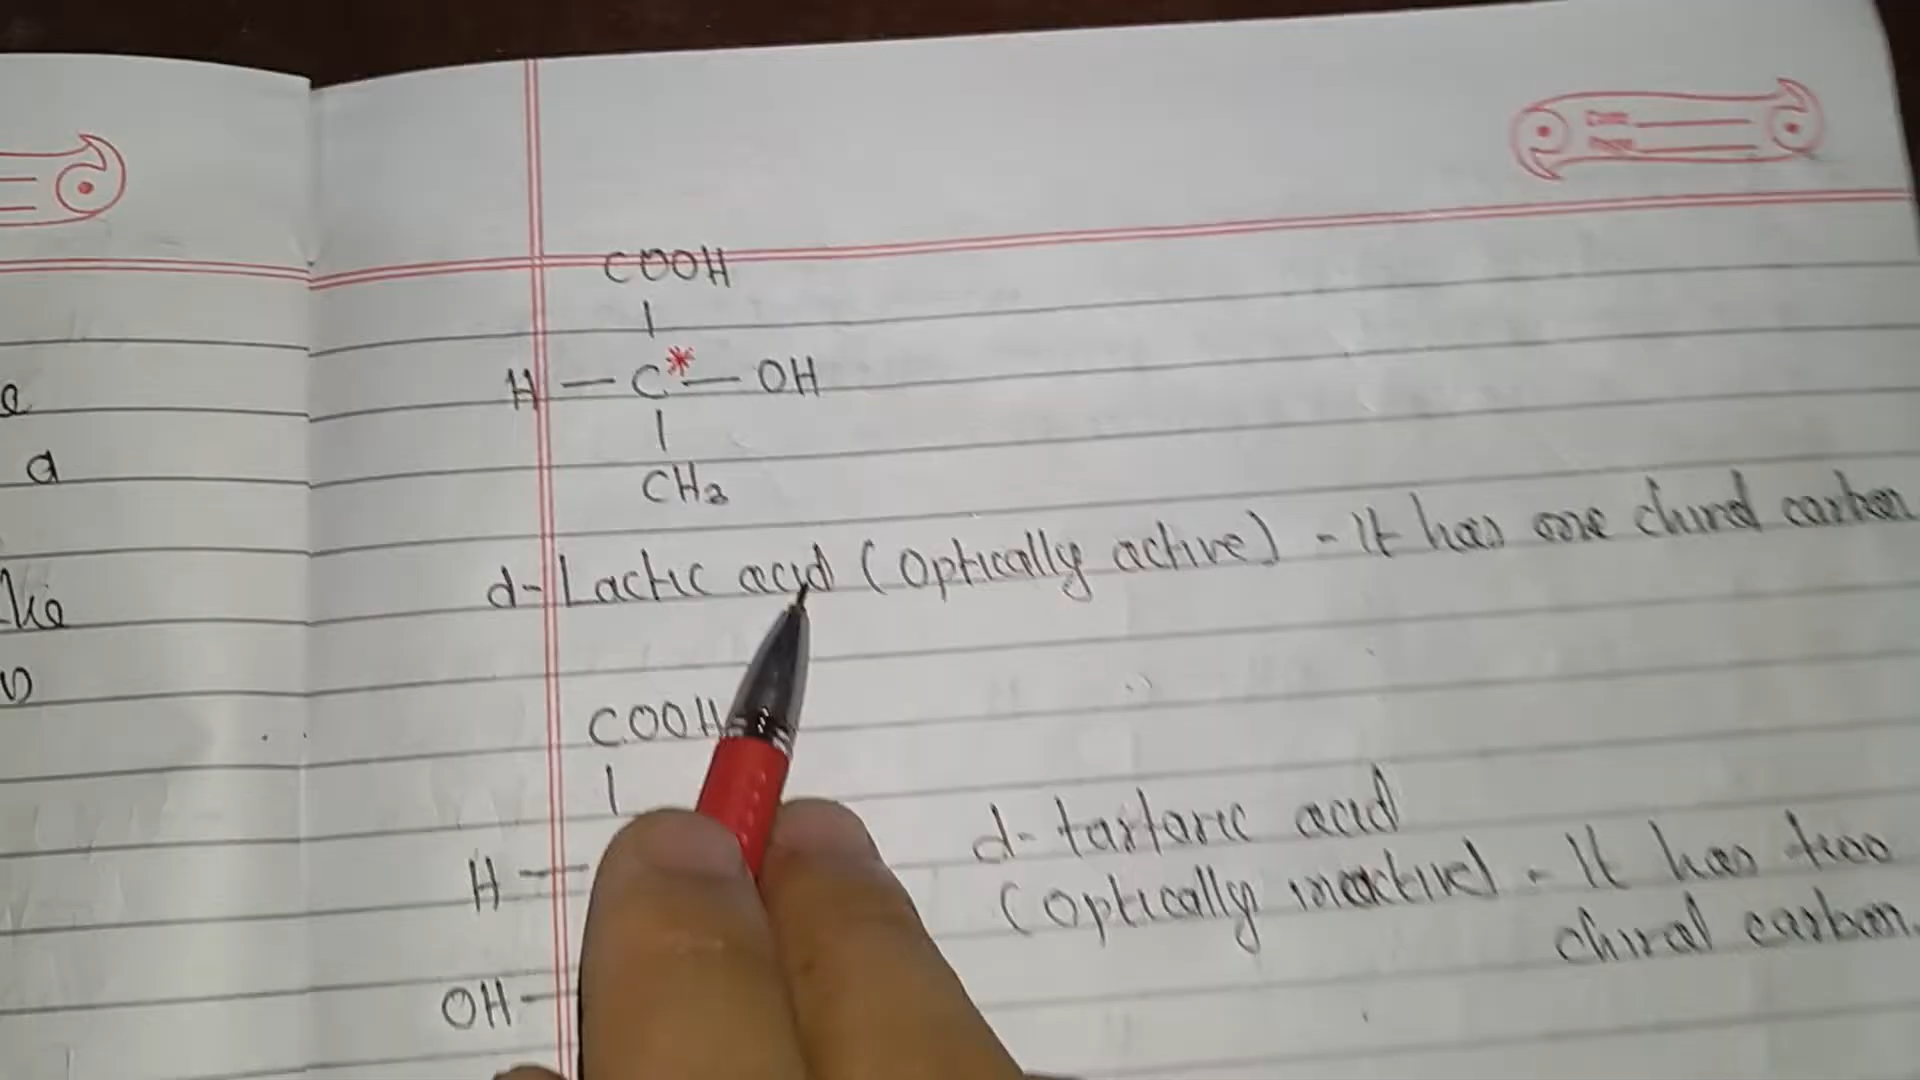 COOH
|
H — C* — OH
|
CH3
d-Lactic acid (optically active) - It has one chiral carbon
COOH
|
H —
d-tartaric acid
(optically inactive) - It has two
chiral carbon.
OH —
e
a